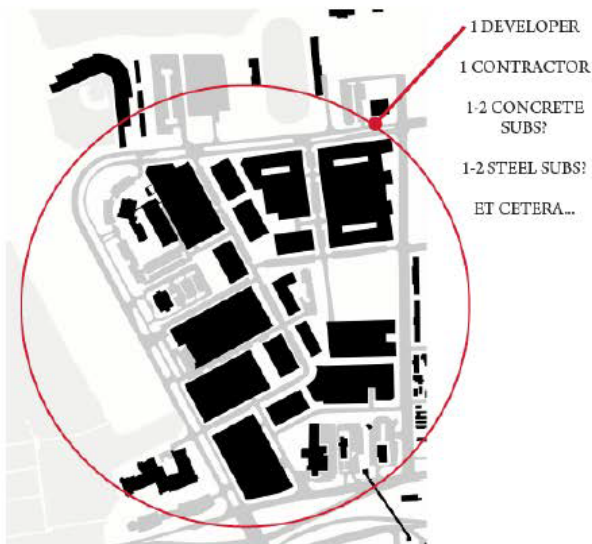 1 DEVELOPER
1 CONTRACTOR
1-2 CONCRETE
SUBS?
1-2 STEEL SUBS?
ET CETERA...